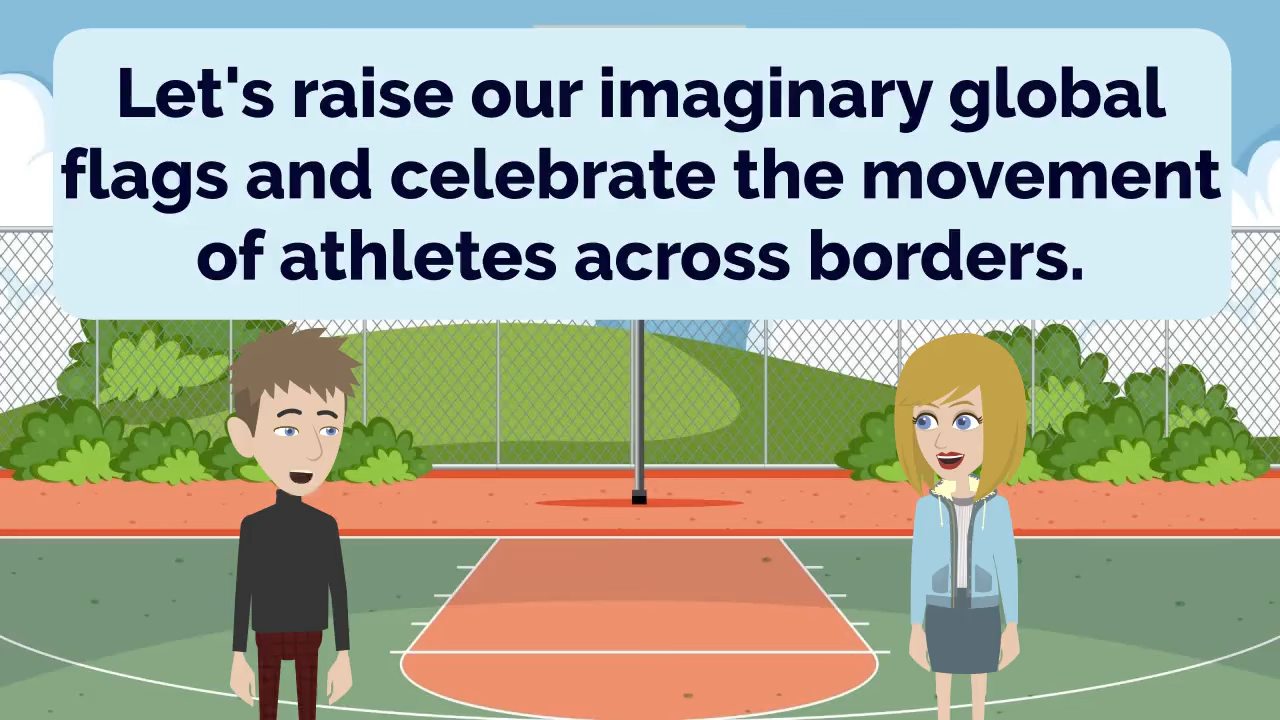 Let's raise our imaginary global
flags and celebrate the movement
of athletes across borders.